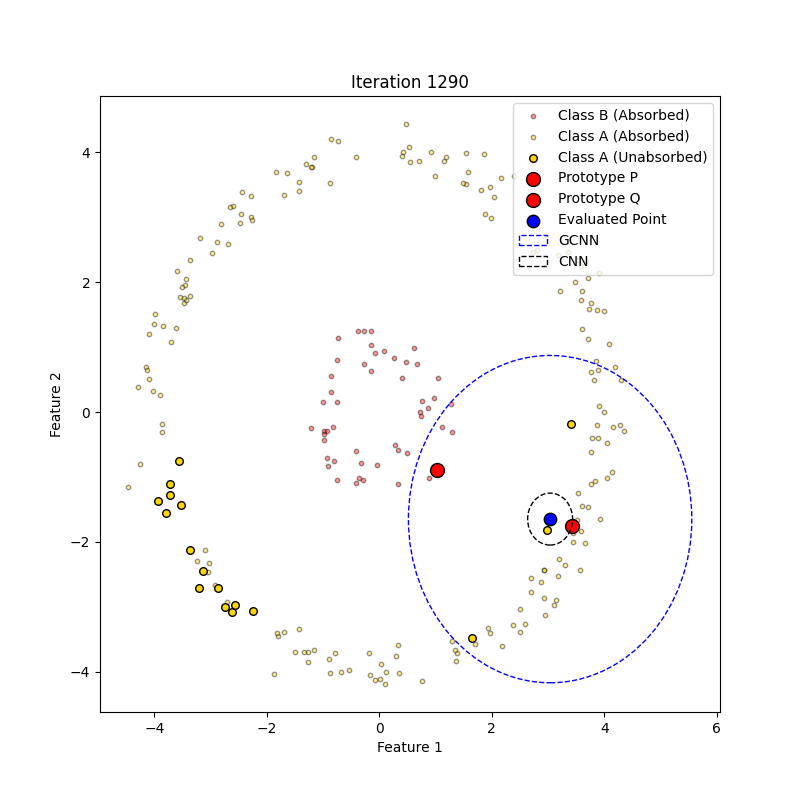 Iteration 1290
Class B (Absorbed)
Class A (Absorbed)
Class A (Unabsorbed)
Prototype P
Prototype Q
Evaluated Point
GCNN
CNN
4
2
0
−2
−4
Feature 2
−4
−2
0
2
4
6
Feature 1